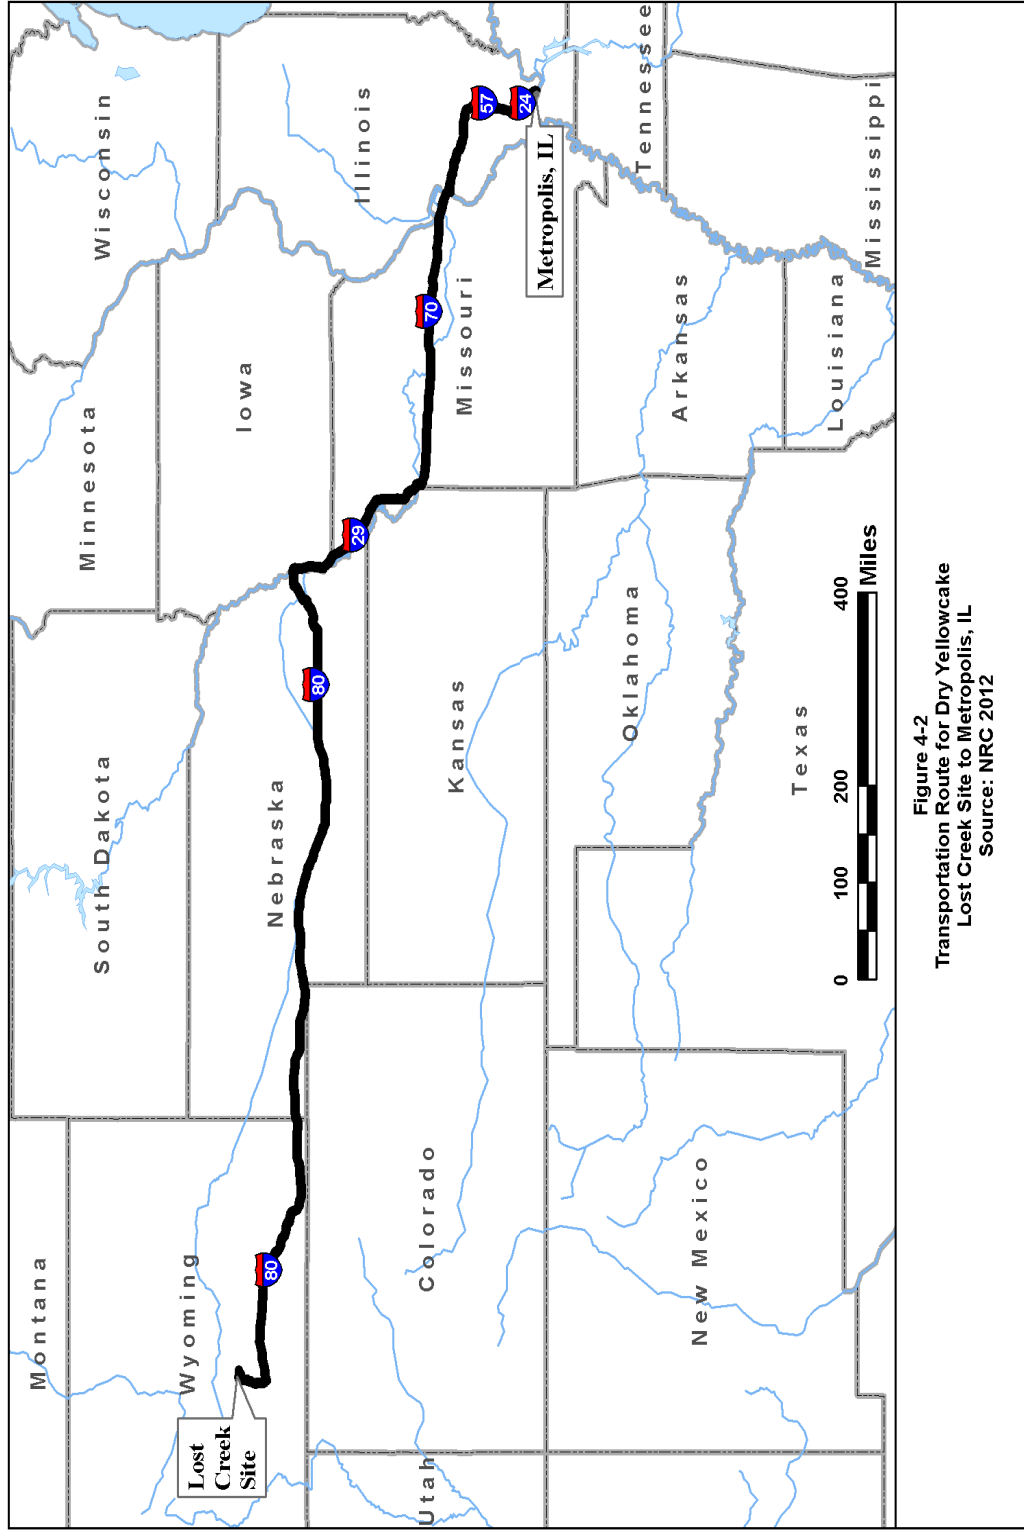 Montana
South Dakota
Minnesota
Wisconsin
Wyoming
Nebraska
Iowa
Illinois
Lost
Creek
Site
80
80
29
70
57
24
Metropolis, IL
Utah
Colorado
Kansas
Missouri
Tennessee
New Mexico
Oklahoma
Arkansas
Texas
Louisiana
Mississippi
0 100 200 400
Miles
Figure 4-2
Transportation Route for Dry Yellowcake
Lost Creek Site to Metropolis, IL
Source: NRC 2012